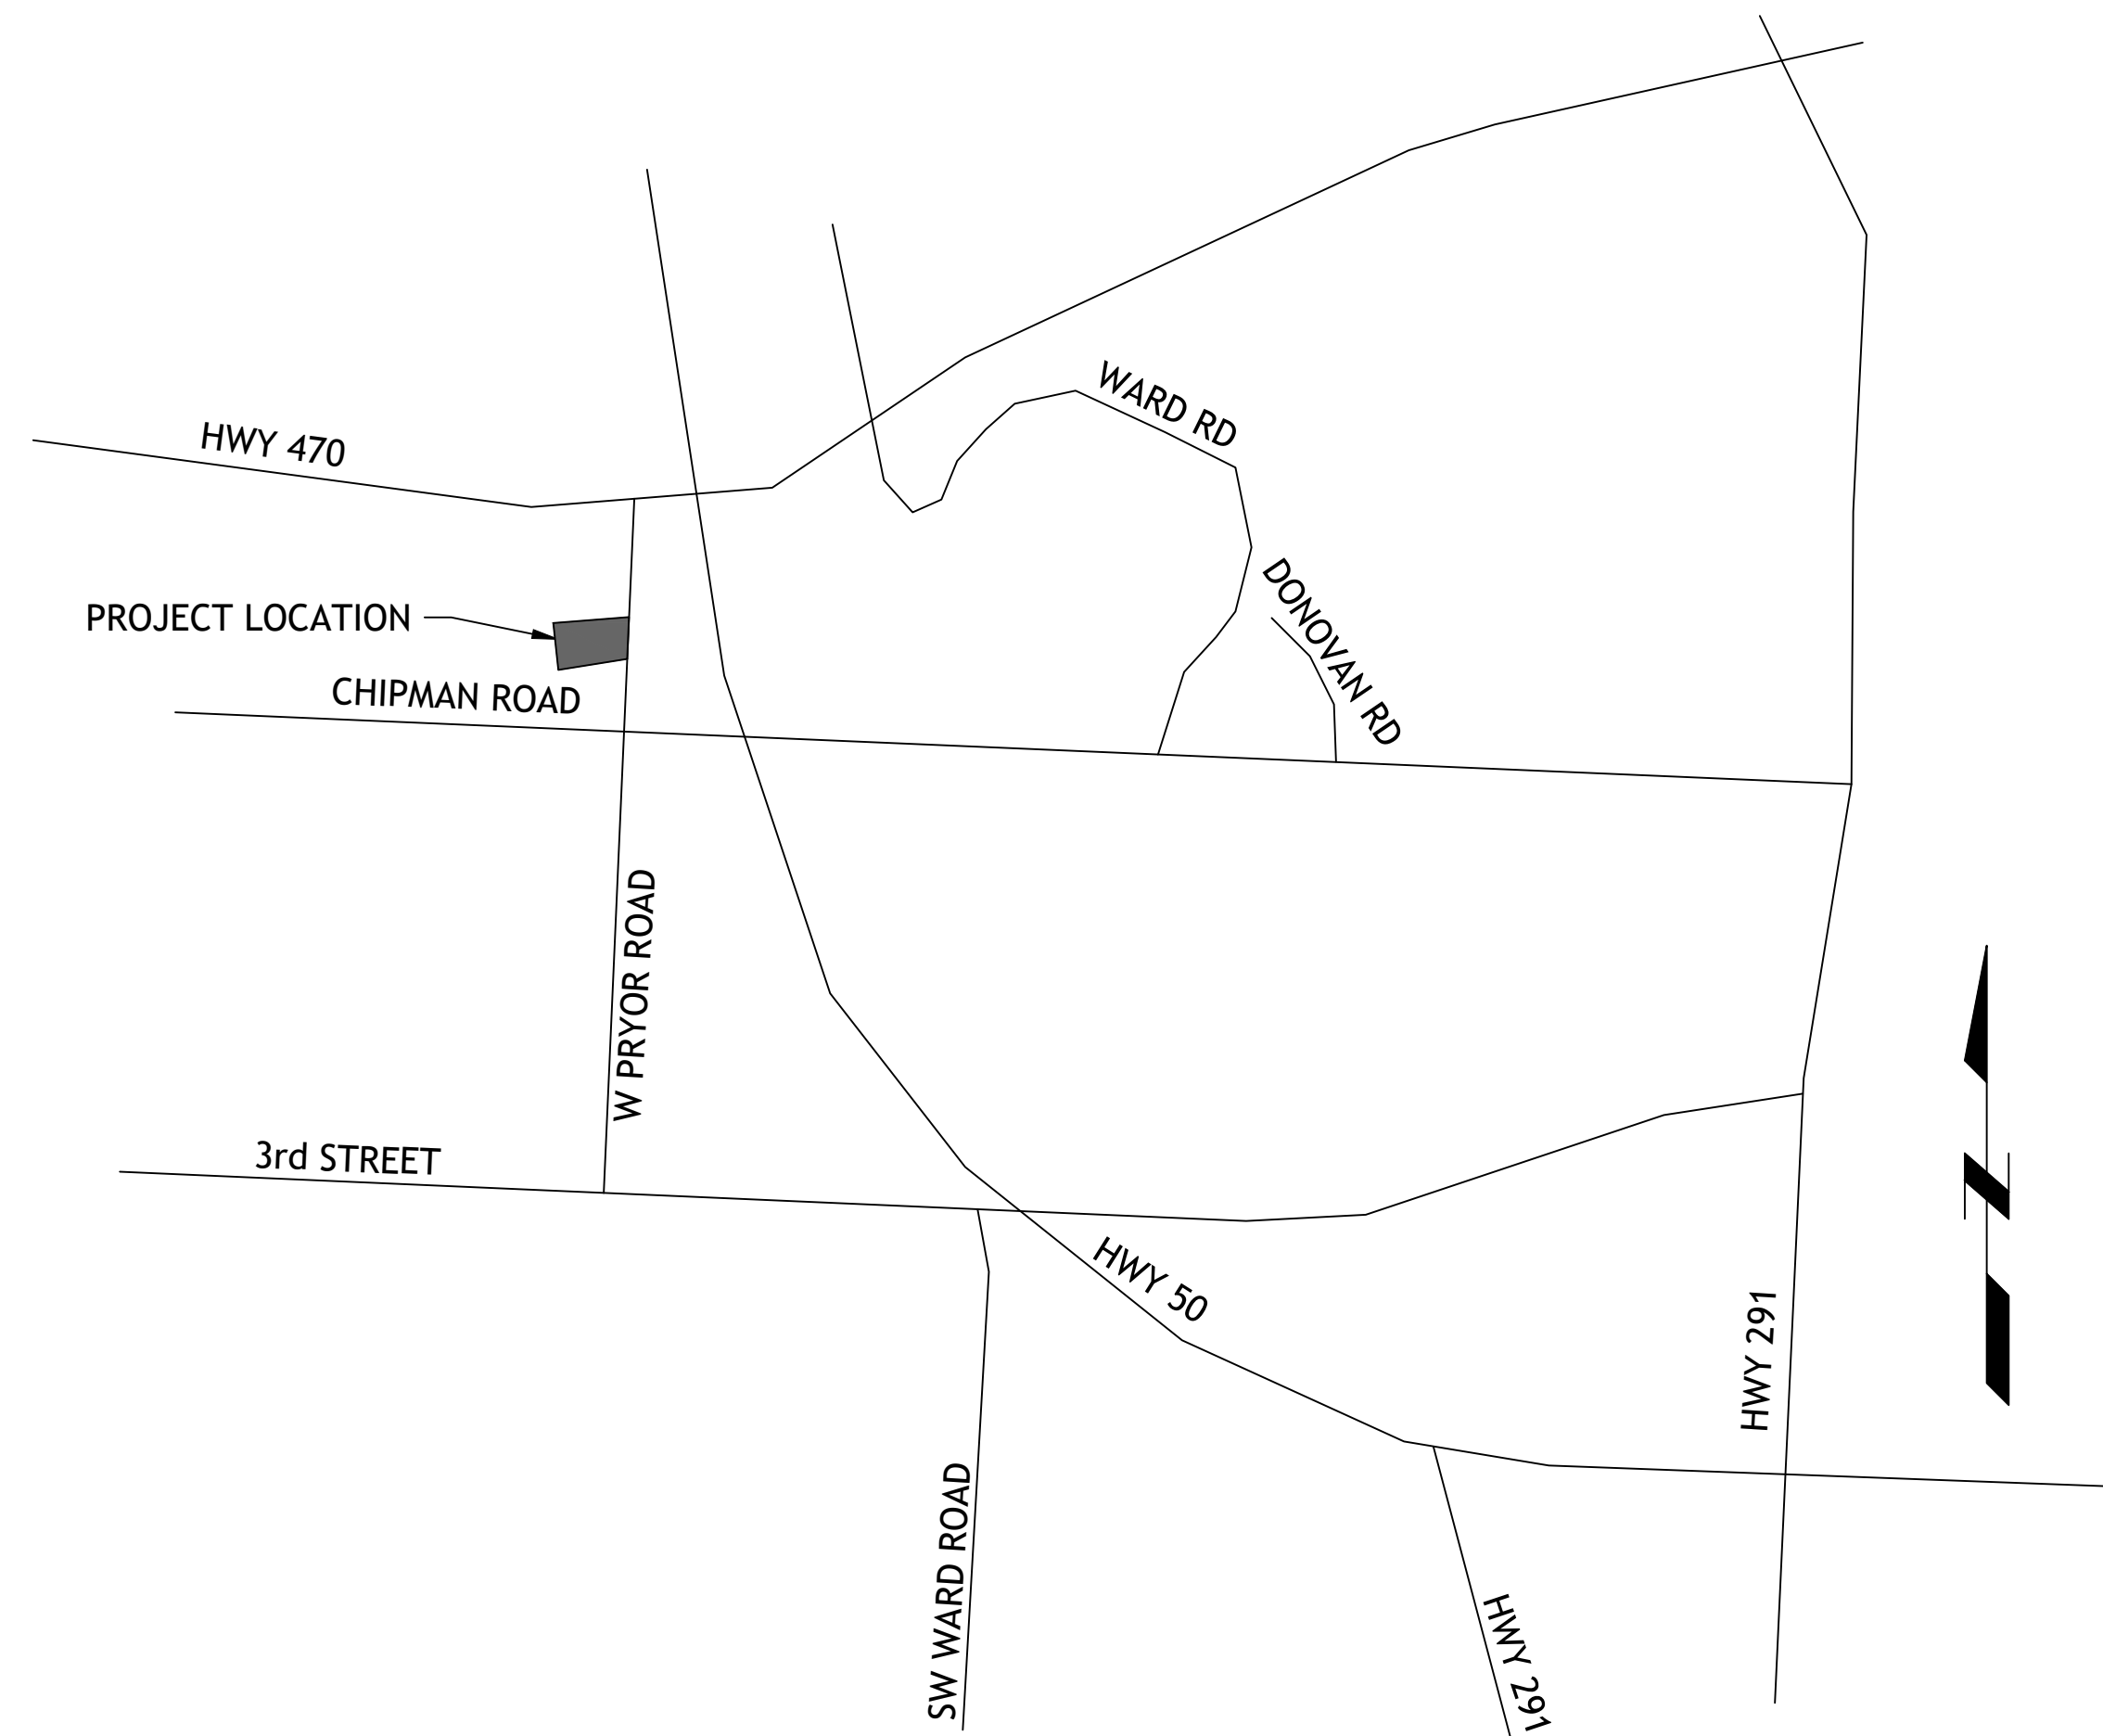 WARD RD
HWY 470
DONOVAN RD
PROJECT LOCATION
CHIPMAN ROAD
W PRYOR ROAD
3rd STREET
HWY 50
HWY 291
SW WARD ROAD
HWY 291
N